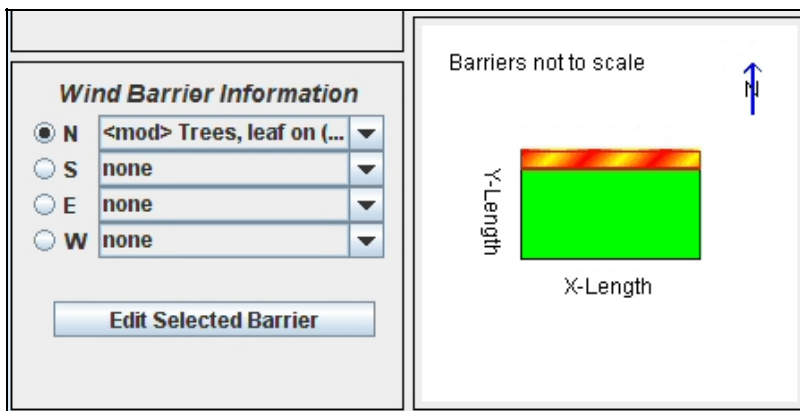 Wind Barrier Information
N <mod> Trees, leaf on (...
S none
E none
W none
Edit Selected Barrier
Barriers not to scale
N
Y-Length
X-Length